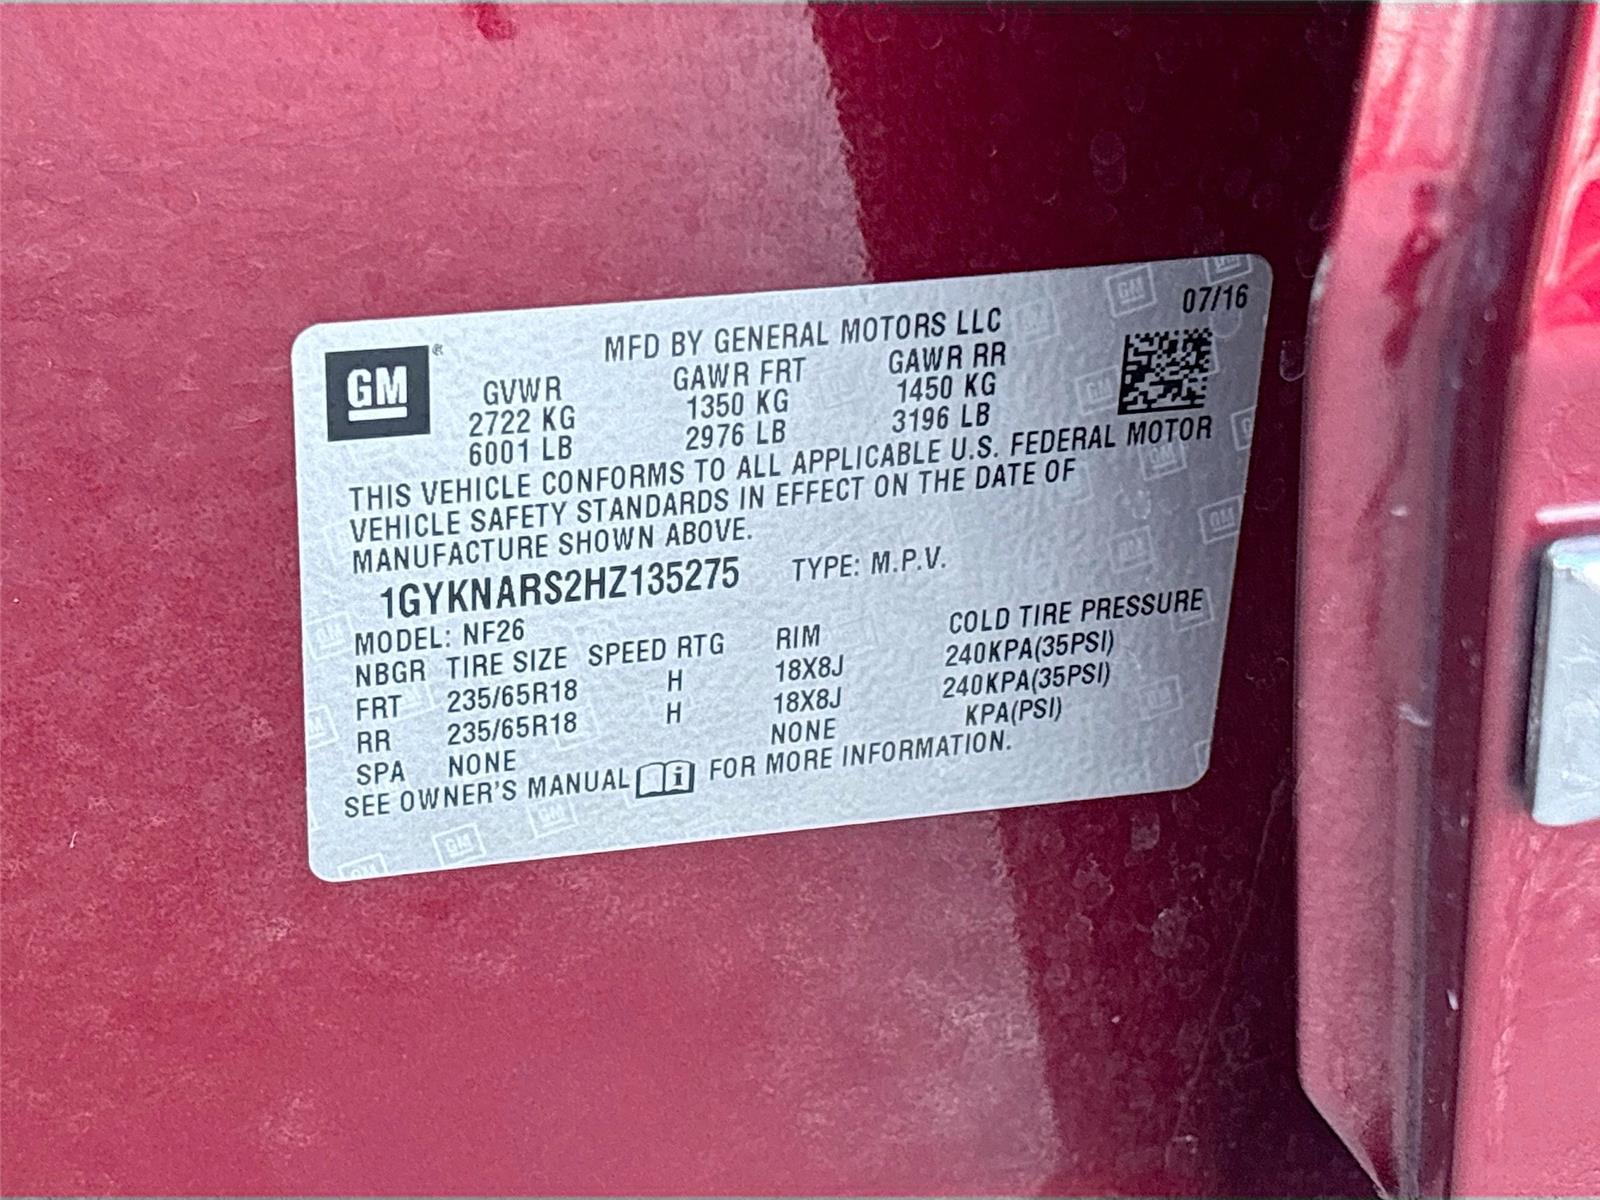 07/16
MFD BY GENERAL MOTORS LLC
GM ®
GVWR GAWR FRT GAWR RR
2722 KG 1350 KG 1450 KG
6001 LB 2976 LB 3196 LB
THIS VEHICLE CONFORMS TO ALL APPLICABLE U.S. FEDERAL MOTOR
VEHICLE SAFETY STANDARDS IN EFFECT ON THE DATE OF
MANUFACTURE SHOWN ABOVE.
1GYKNARS2HZ135275 TYPE: M.P.V.
MODEL: NF26
NBGR TIRE SIZE SPEED RTG RIM COLD TIRE PRESSURE
FRT 235/65R18 H 18X8J 240KPA(35PSI)
RR 235/65R18 H 18X8J 240KPA(35PSI)
SPA NONE NONE KPA(PSI)
SEE OWNER'S MANUAL i FOR MORE INFORMATION.